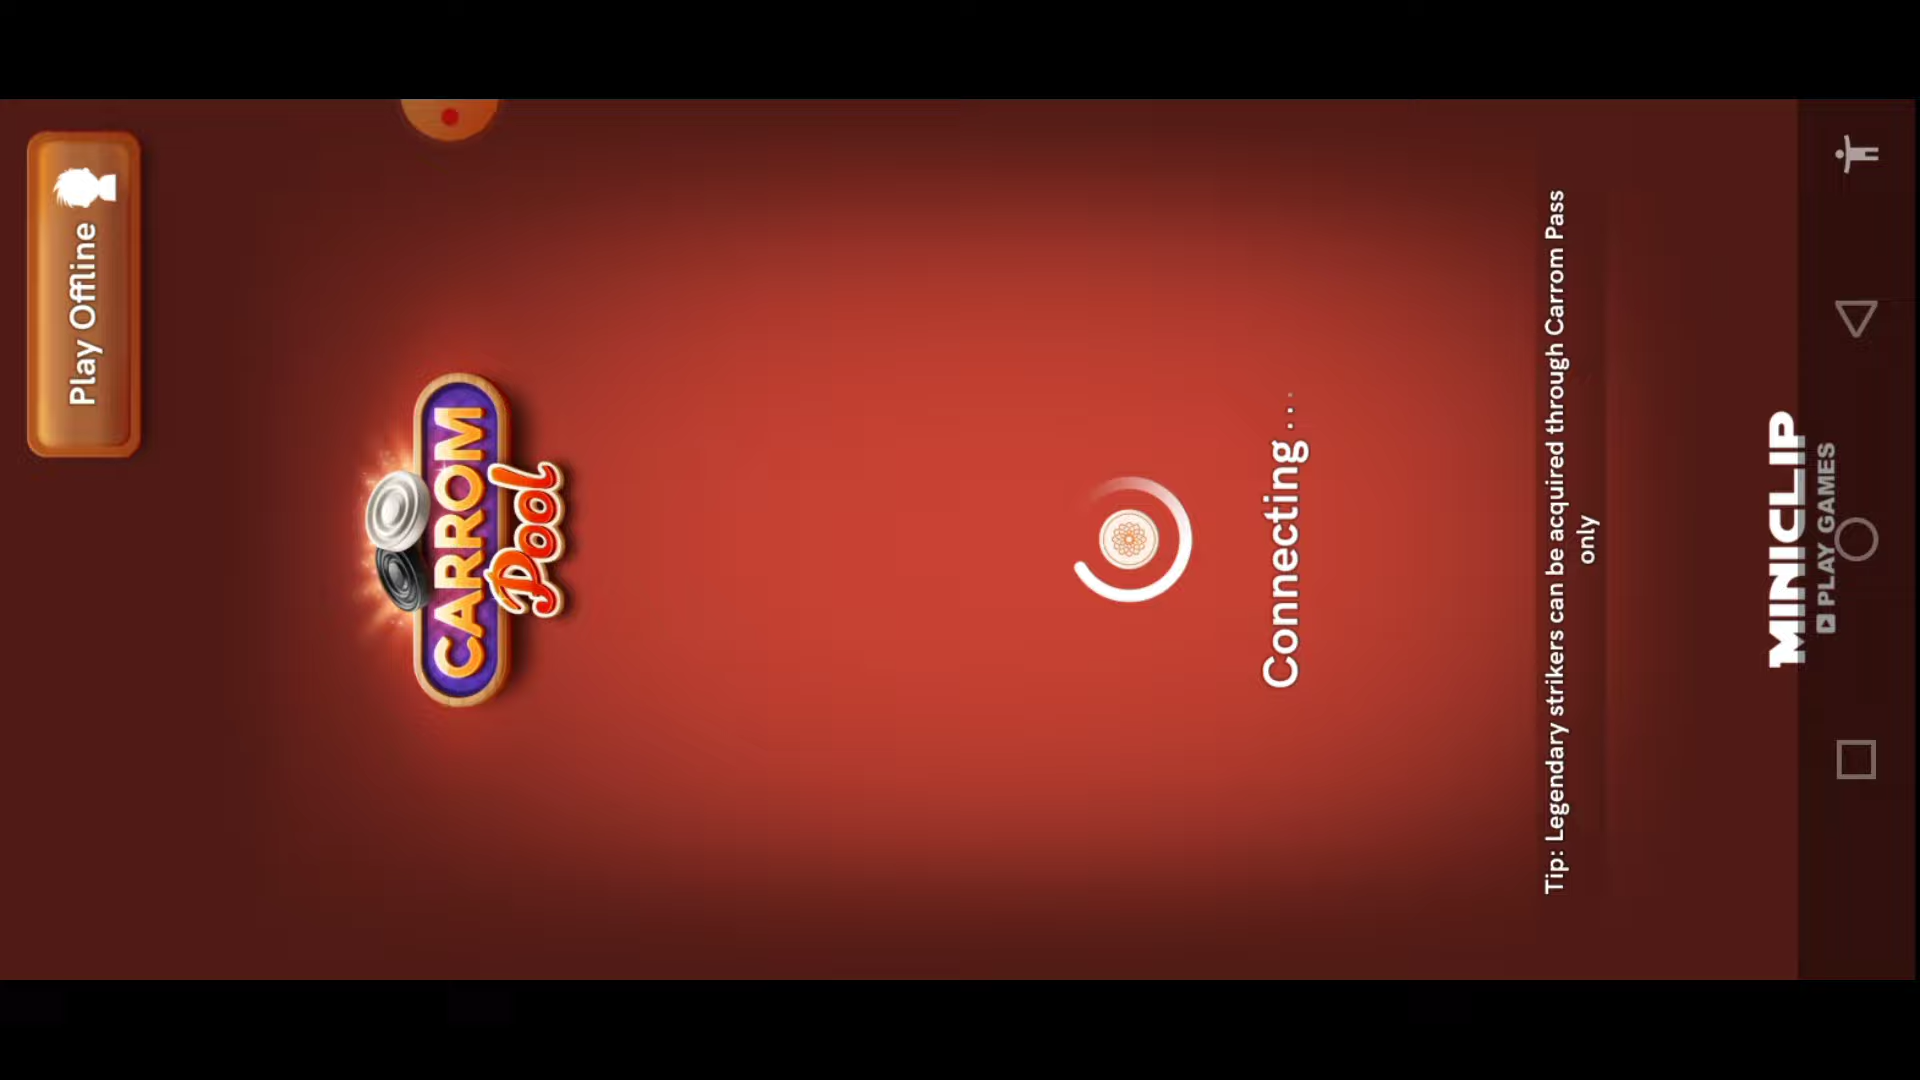 Play Offline
CARROM
Pool
Connecting...
Tip: Legendary strikers can be acquired through Carrom Pass
only
MINICLIP
PLAY GAMES